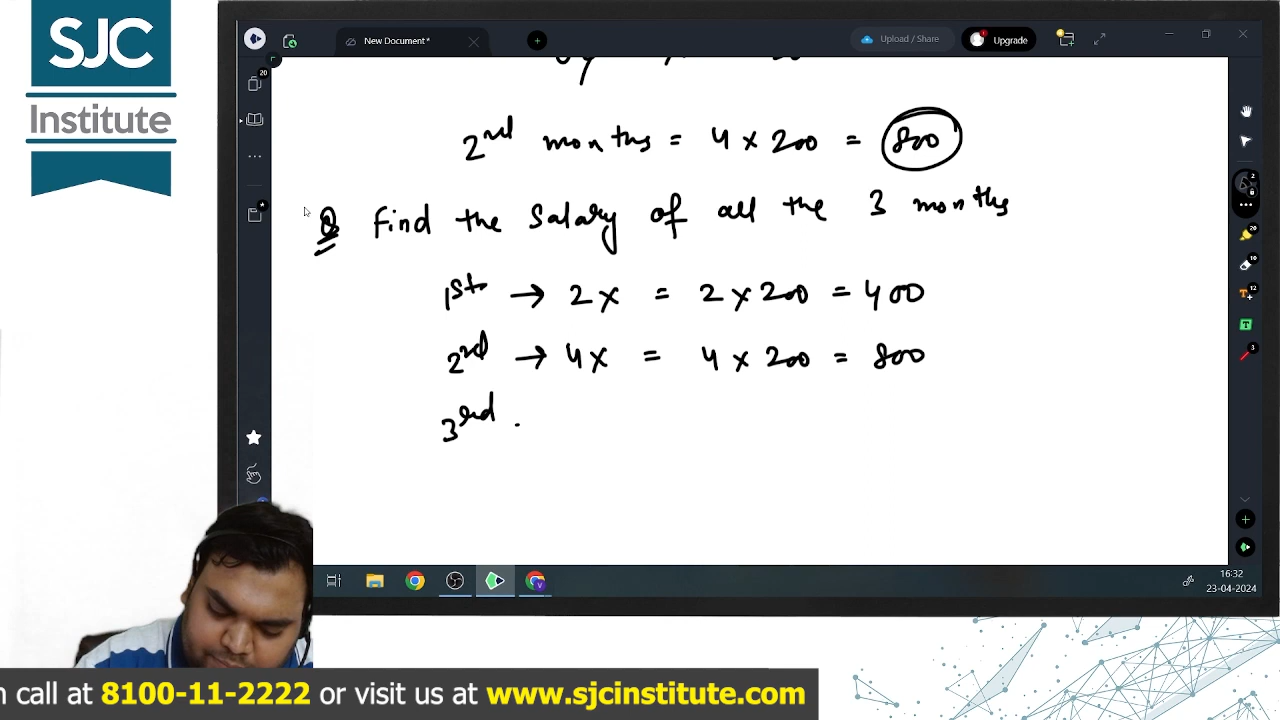 SJC
Institute
New Document*
Upload / Share
Upgrade
2nd months = 4 x 200 = 800
Q Find the Salary of all the 3 months
1st → 2x = 2 x 200 = 400
2rd → 4x = 4 x 200 = 800
3rd
16:32
23-04-2024
call at 8100-11-2222 or visit us at www.sjcinstitute.com